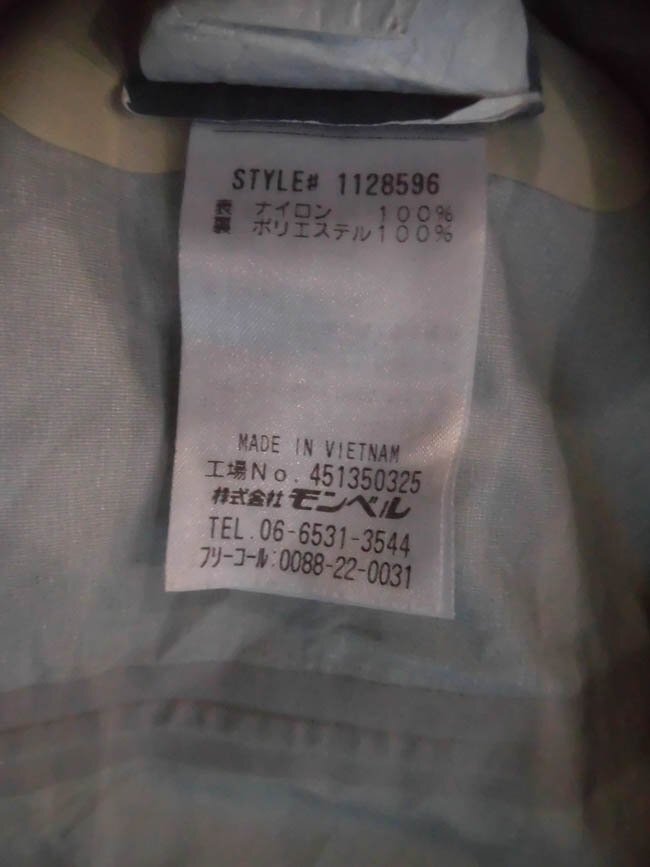 STYLE# 1128596
表 ナイロン 100%
裏 ポリエステル100%
MADE IN VIETNAM
工場No. 451350325
株式会社 モンベル
TEL. 06-6531-3544
フリーコール:0088-22-0031